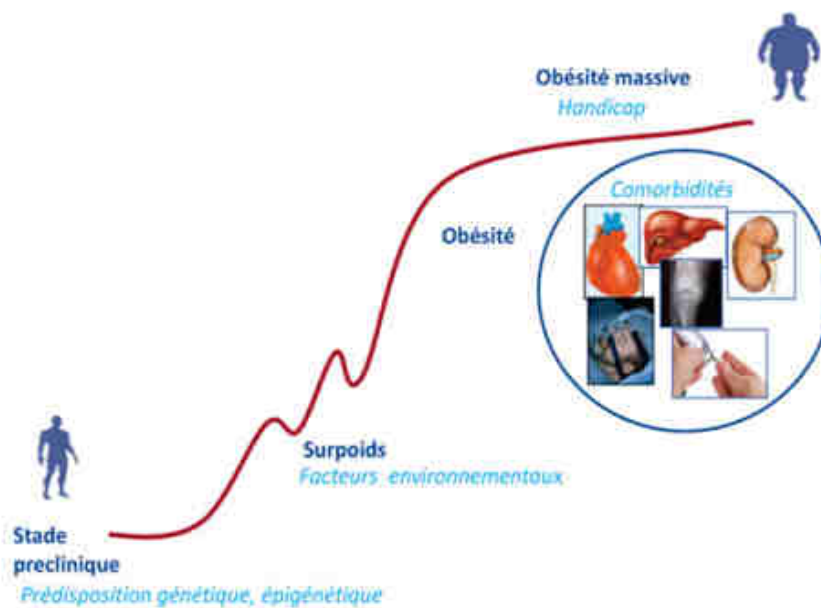 Obésité massive
Handicap
Comorbidités
Obésité
Surpoids
Facteurs environnementaux
Stade
preclinique
Prédisposition génétique, épigénétique